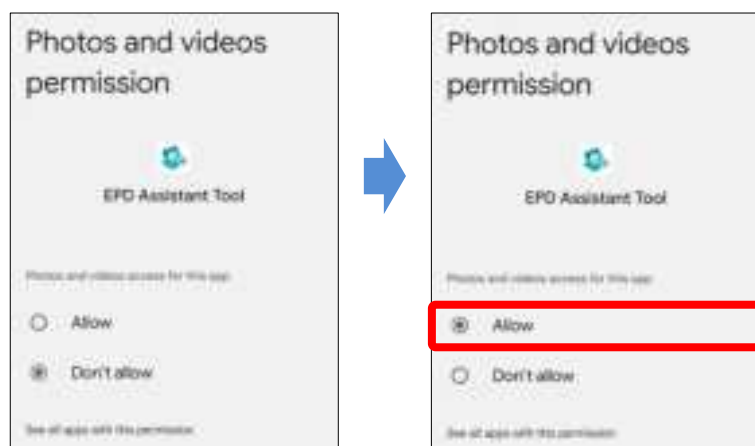 Photos and videos
permission
EPD Assistant Tool
Photos and videos access for this app
Allow
Don't allow
See all apps with this permission
Photos and videos
permission
EPD Assistant Tool
Photos and videos access for this app
Allow
Don't allow
See all apps with this permission